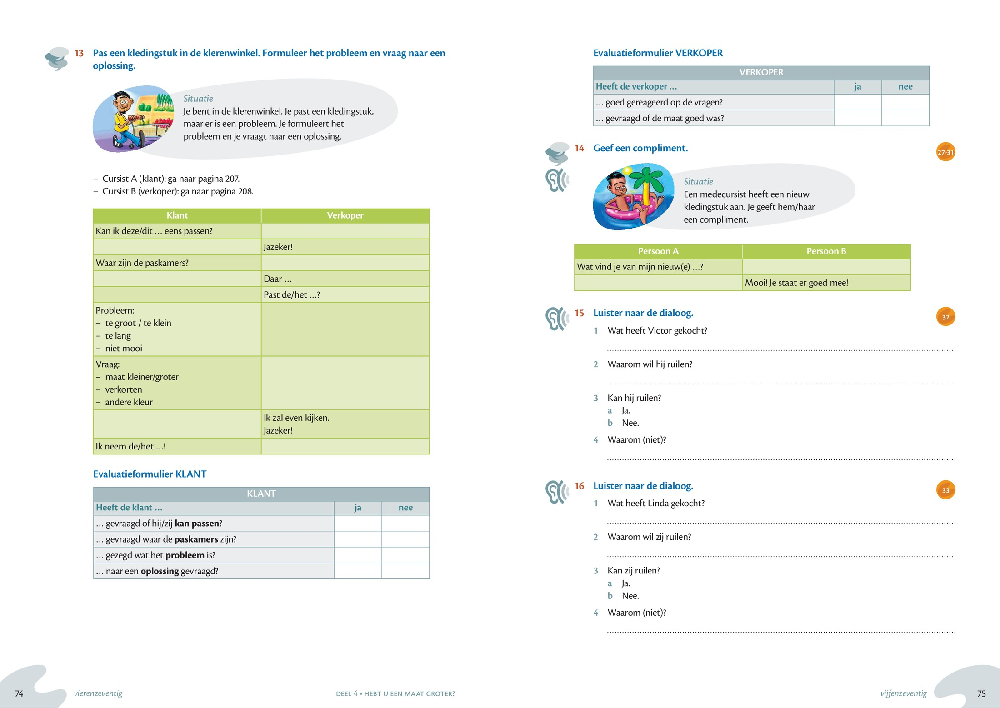 13 Pas een kledingstuk in de klerenwinkel. Formuleer het probleem en vraag naar een
oplossing.
Situatie
Je bent in de klerenwinkel. Je past een kledingstuk,
maar er is een probleem. Je formuleert het
probleem en je vraagt naar een oplossing.
– Cursist A (klant): ga naar pagina 207.
– Cursist B (verkoper): ga naar pagina 208.
Klant Verkoper
Kan ik deze/dit … eens passen?
Jazeker!
Waar zijn de paskamers?
Daar …
Past de/het …?
Probleem:
– te groot / te klein
– te lang
– niet mooi
Vraag:
– maat kleiner/groter
– verkorten
– andere kleur
Ik zal even kijken.
Jazeker!
Ik neem de/het …!
Evaluatieformulier KLANT
KLANT
Heeft de klant … ja nee
… gevraagd of hij/zij kan passen?
… gevraagd waar de paskamers zijn?
… gezegd wat het probleem is?
… naar een oplossing gevraagd?
74 vierenzeventig DEEL 4 • HEBT U EEN MAAT GROTER?
Evaluatieformulier VERKOPER
VERKOPER
Heeft de verkoper … ja nee
… goed gereageerd op de vragen?
… gevraagd of de maat goed was?
14 Geef een compliment. 27-31
Situatie
Een medecursist heeft een nieuw
kledingstuk aan. Je geeft hem/haar
een compliment.
Persoon A Persoon B
Wat vind je van mijn nieuw(e) …?
Mooi! Je staat er goed mee!
15 Luister naar de dialoog. 32
1 Wat heeft Victor gekocht?
2 Waarom wil hij ruilen?
3 Kan hij ruilen?
a Ja.
b Nee.
4 Waarom (niet)?
16 Luister naar de dialoog. 33
1 Wat heeft Linda gekocht?
2 Waarom wil zij ruilen?
3 Kan zij ruilen?
a Ja.
b Nee.
4 Waarom (niet)?
vijfenzeventig 75